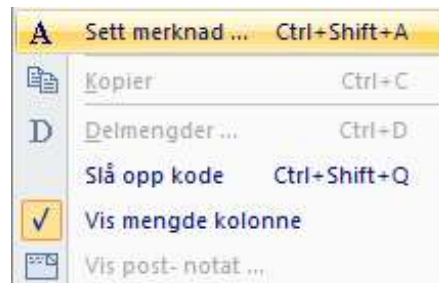 A Sett merknad ... Ctrl+Shift+A
Kopier Ctrl+C
D Delmengder ... Ctrl+D
Slå opp kode Ctrl+Shift+Q
Vis mengde kolonne
Vis post- notat ...